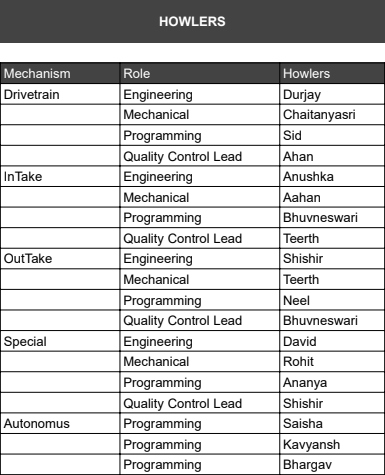 HOWLERS
Mechanism Role Howlers
Drivetrain Engineering Durjay
Mechanical Chaitanyasri
Programming Sid
Quality Control Lead Ahan
InTake Engineering Anushka
Mechanical Aahan
Programming Bhuvneswari
Quality Control Lead Teerth
OutTake Engineering Shishir
Mechanical Teerth
Programming Neel
Quality Control Lead Bhuvneswari
Special Engineering David
Mechanical Rohit
Programming Ananya
Quality Control Lead Shishir
Autonomus Programming Saisha
Programming Kavyansh
Programming Bhargav